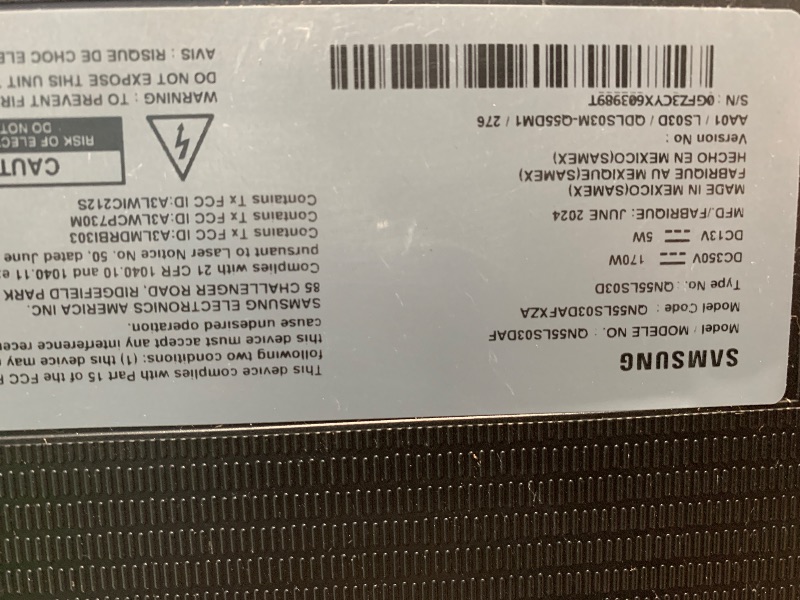 SAMSUNG
Model / MODELE NO. : QN55LS03DAF
Model Code : QN55LS03DAFXZA
Type No. : QN55LS03D
DC350V 170W
DC13V 5W
MFD./FABRIQUE: JUNE 2024
MADE IN MEXICO(SAMEX)
FABRIQUE AU MEXIQUE(SAMEX)
HECHO EN MEXICO(SAMEX)
Version No :
AA01 / LS03D / QDLS03M-Q55DM1 / 276
S/N : 0GFZ3CYX603989T
This device complies with Part 15 of the FCC
following two conditions: (1) this device may
this device must accept any interference
cause undesired operation.
SAMSUNG ELECTRONICS AMERICA INC.
85 CHALLENGER ROAD, RIDGEFIELD PARK
Complies with 21 CFR 1040.10 and 1040.11
pursuant to Laser Notice No. 50, dated June
Contains Tx FCC ID:A3LMDRBI303
Contains Tx FCC ID:A3LWCP730M
Contains Tx FCC ID:A3LWIC212S
CAUT
RISK OF ELEC
DO NOT
WARNING : TO PREVENT FIR
DO NOT EXPOSE THIS UNIT
AVIS : RISQUE DE CHOC ELE